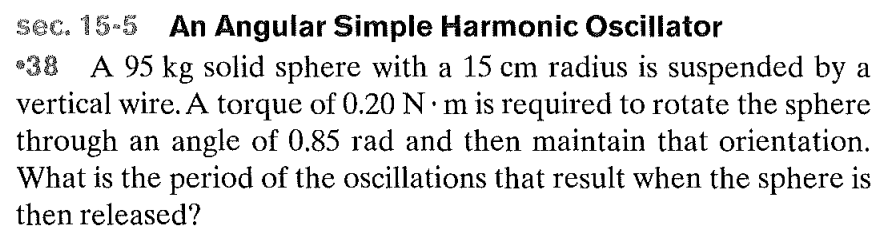 sec. 15-5 An Angular Simple Harmonic Oscillator
•38 A 95 kg solid sphere with a 15 cm radius is suspended by a
vertical wire. A torque of 0.20 N · m is required to rotate the sphere
through an angle of 0.85 rad and then maintain that orientation.
What is the period of the oscillations that result when the sphere is
then released?